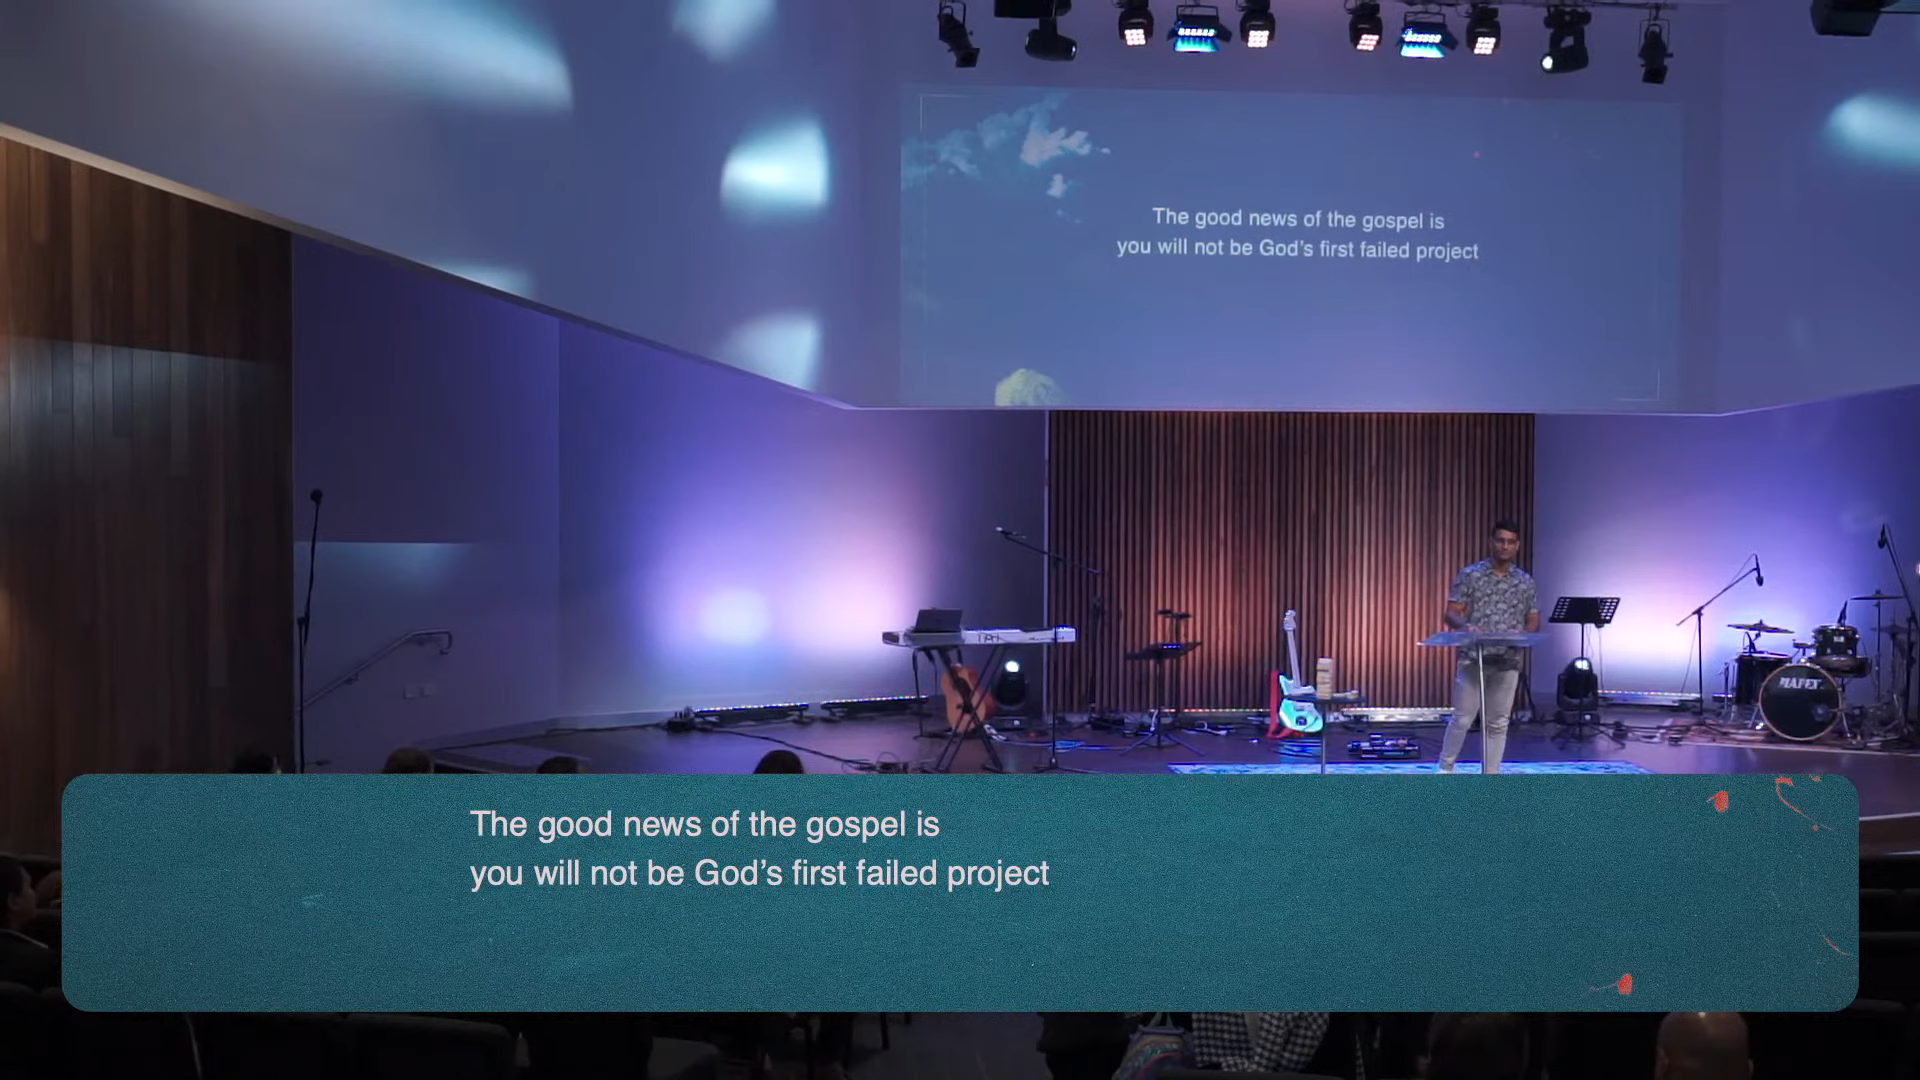 The good news of the gospel is
you will not be God's first failed project
MAPEX
The good news of the gospel is
you will not be God's first failed project